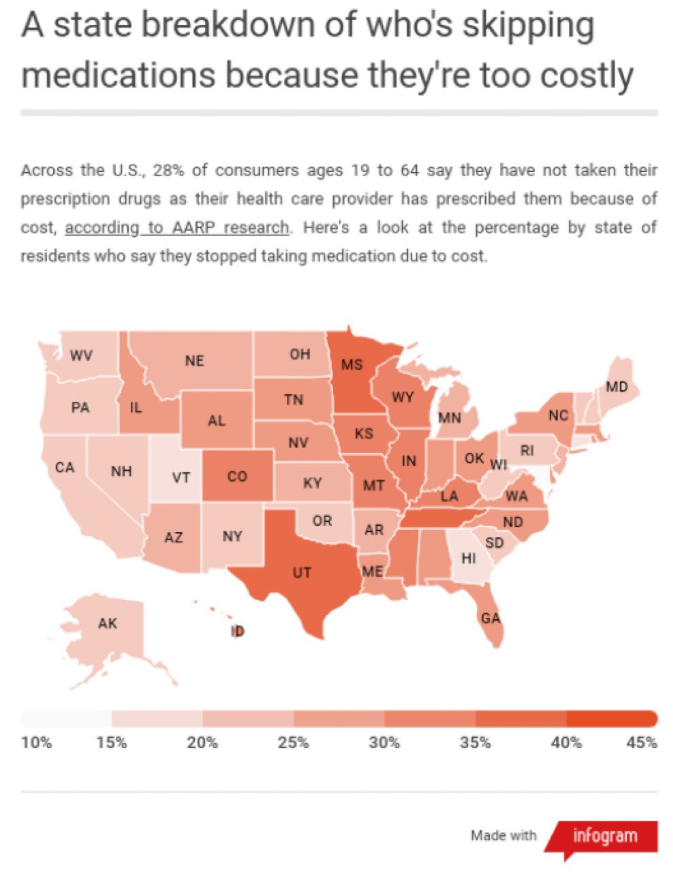 A state breakdown of who's skipping
medications because they're too costly
Across the U.S., 28% of consumers ages 19 to 64 say they have not taken their
prescription drugs as their health care provider has prescribed them because of
cost, according to AARP research. Here's a look at the percentage by state of
residents who say they stopped taking medication due to cost.
WV
NE
OH
MS
MD
PA
IL
AL
TN
WY
MN
NC
CA
NH
VT
CO
NV
KS
IN
OK
WI
RI
KY
MT
LA
WA
AZ
NY
OR
AR
ND
SD
UT
ME
HI
GA
AK
ID
10% 15% 20% 25% 30% 35% 40% 45%
Made with infogram